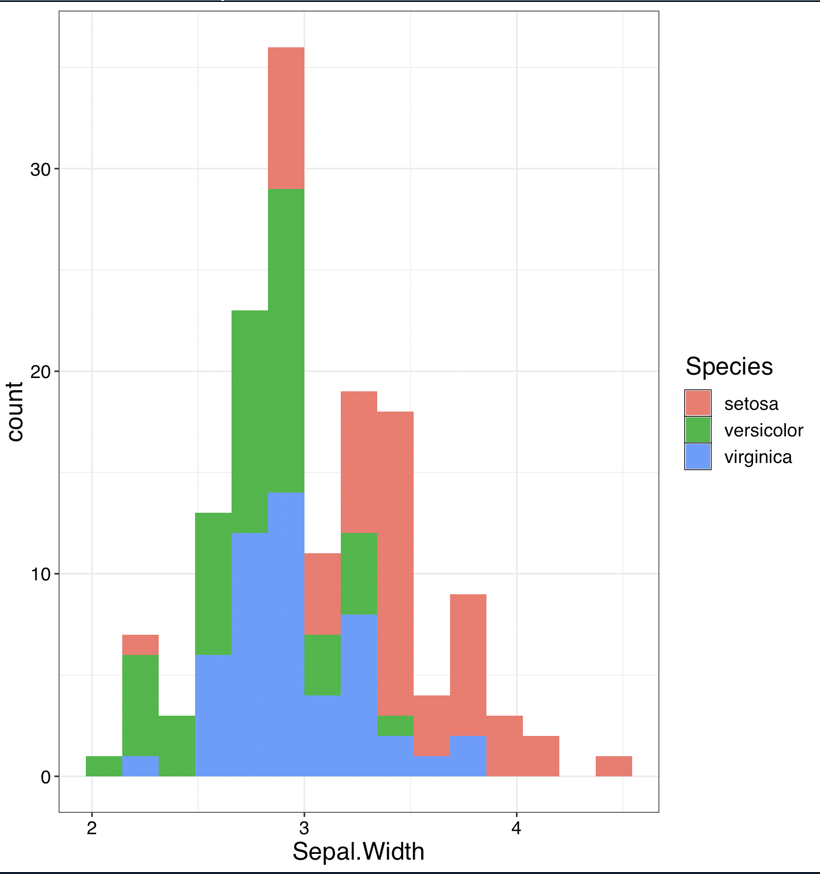 30
20
10
0
count
2
3
4
Sepal.Width
Species
setosa
versicolor
virginica